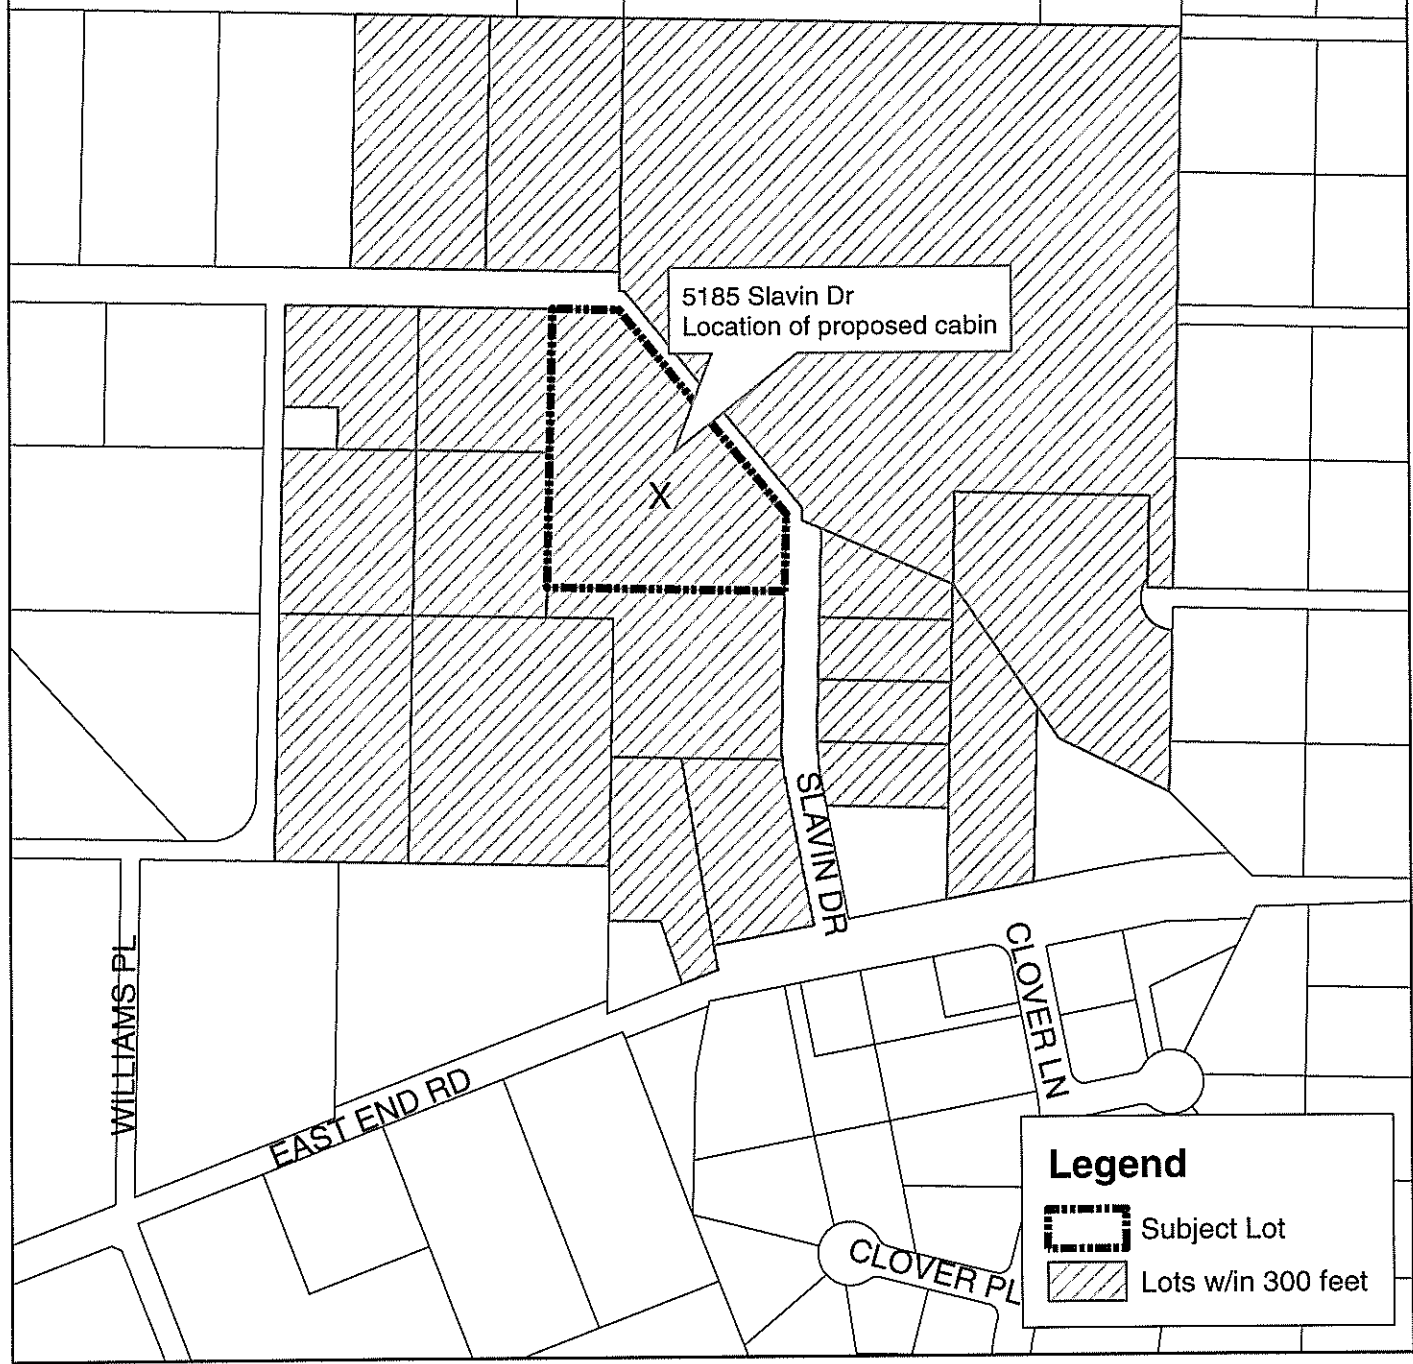 5185 Slavin Dr
Location of proposed cabin
X
SLAVIN DR
WILLIAMS PL
EAST END RD
CLOVER LN
CLOVER PL
Legend
Subject Lot
Lots w/in 300 feet